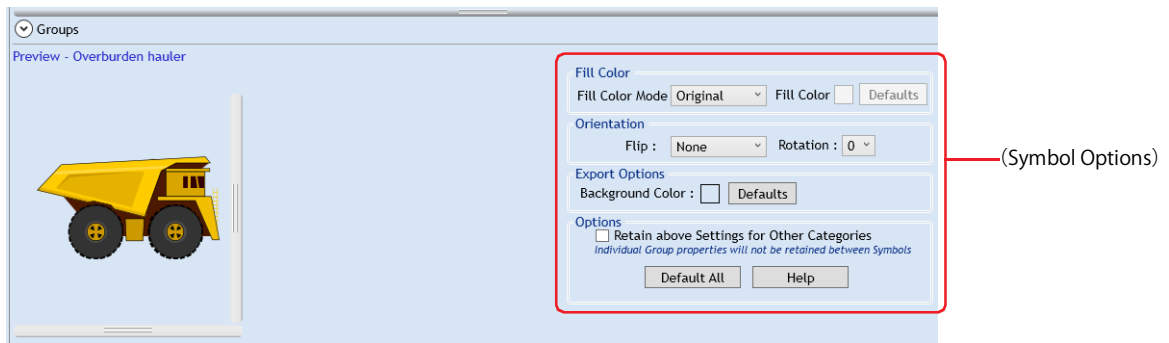 Groups
Preview - Overburden hauler
Fill Color
Fill Color Mode Original Fill Color Defaults
Orientation
Flip : None Rotation : 0
Export Options
Background Color : Defaults
Options
Retain above Settings for Other Categories
Individual Group properties will not be retained between Symbols
Default All Help
(Symbol Options)